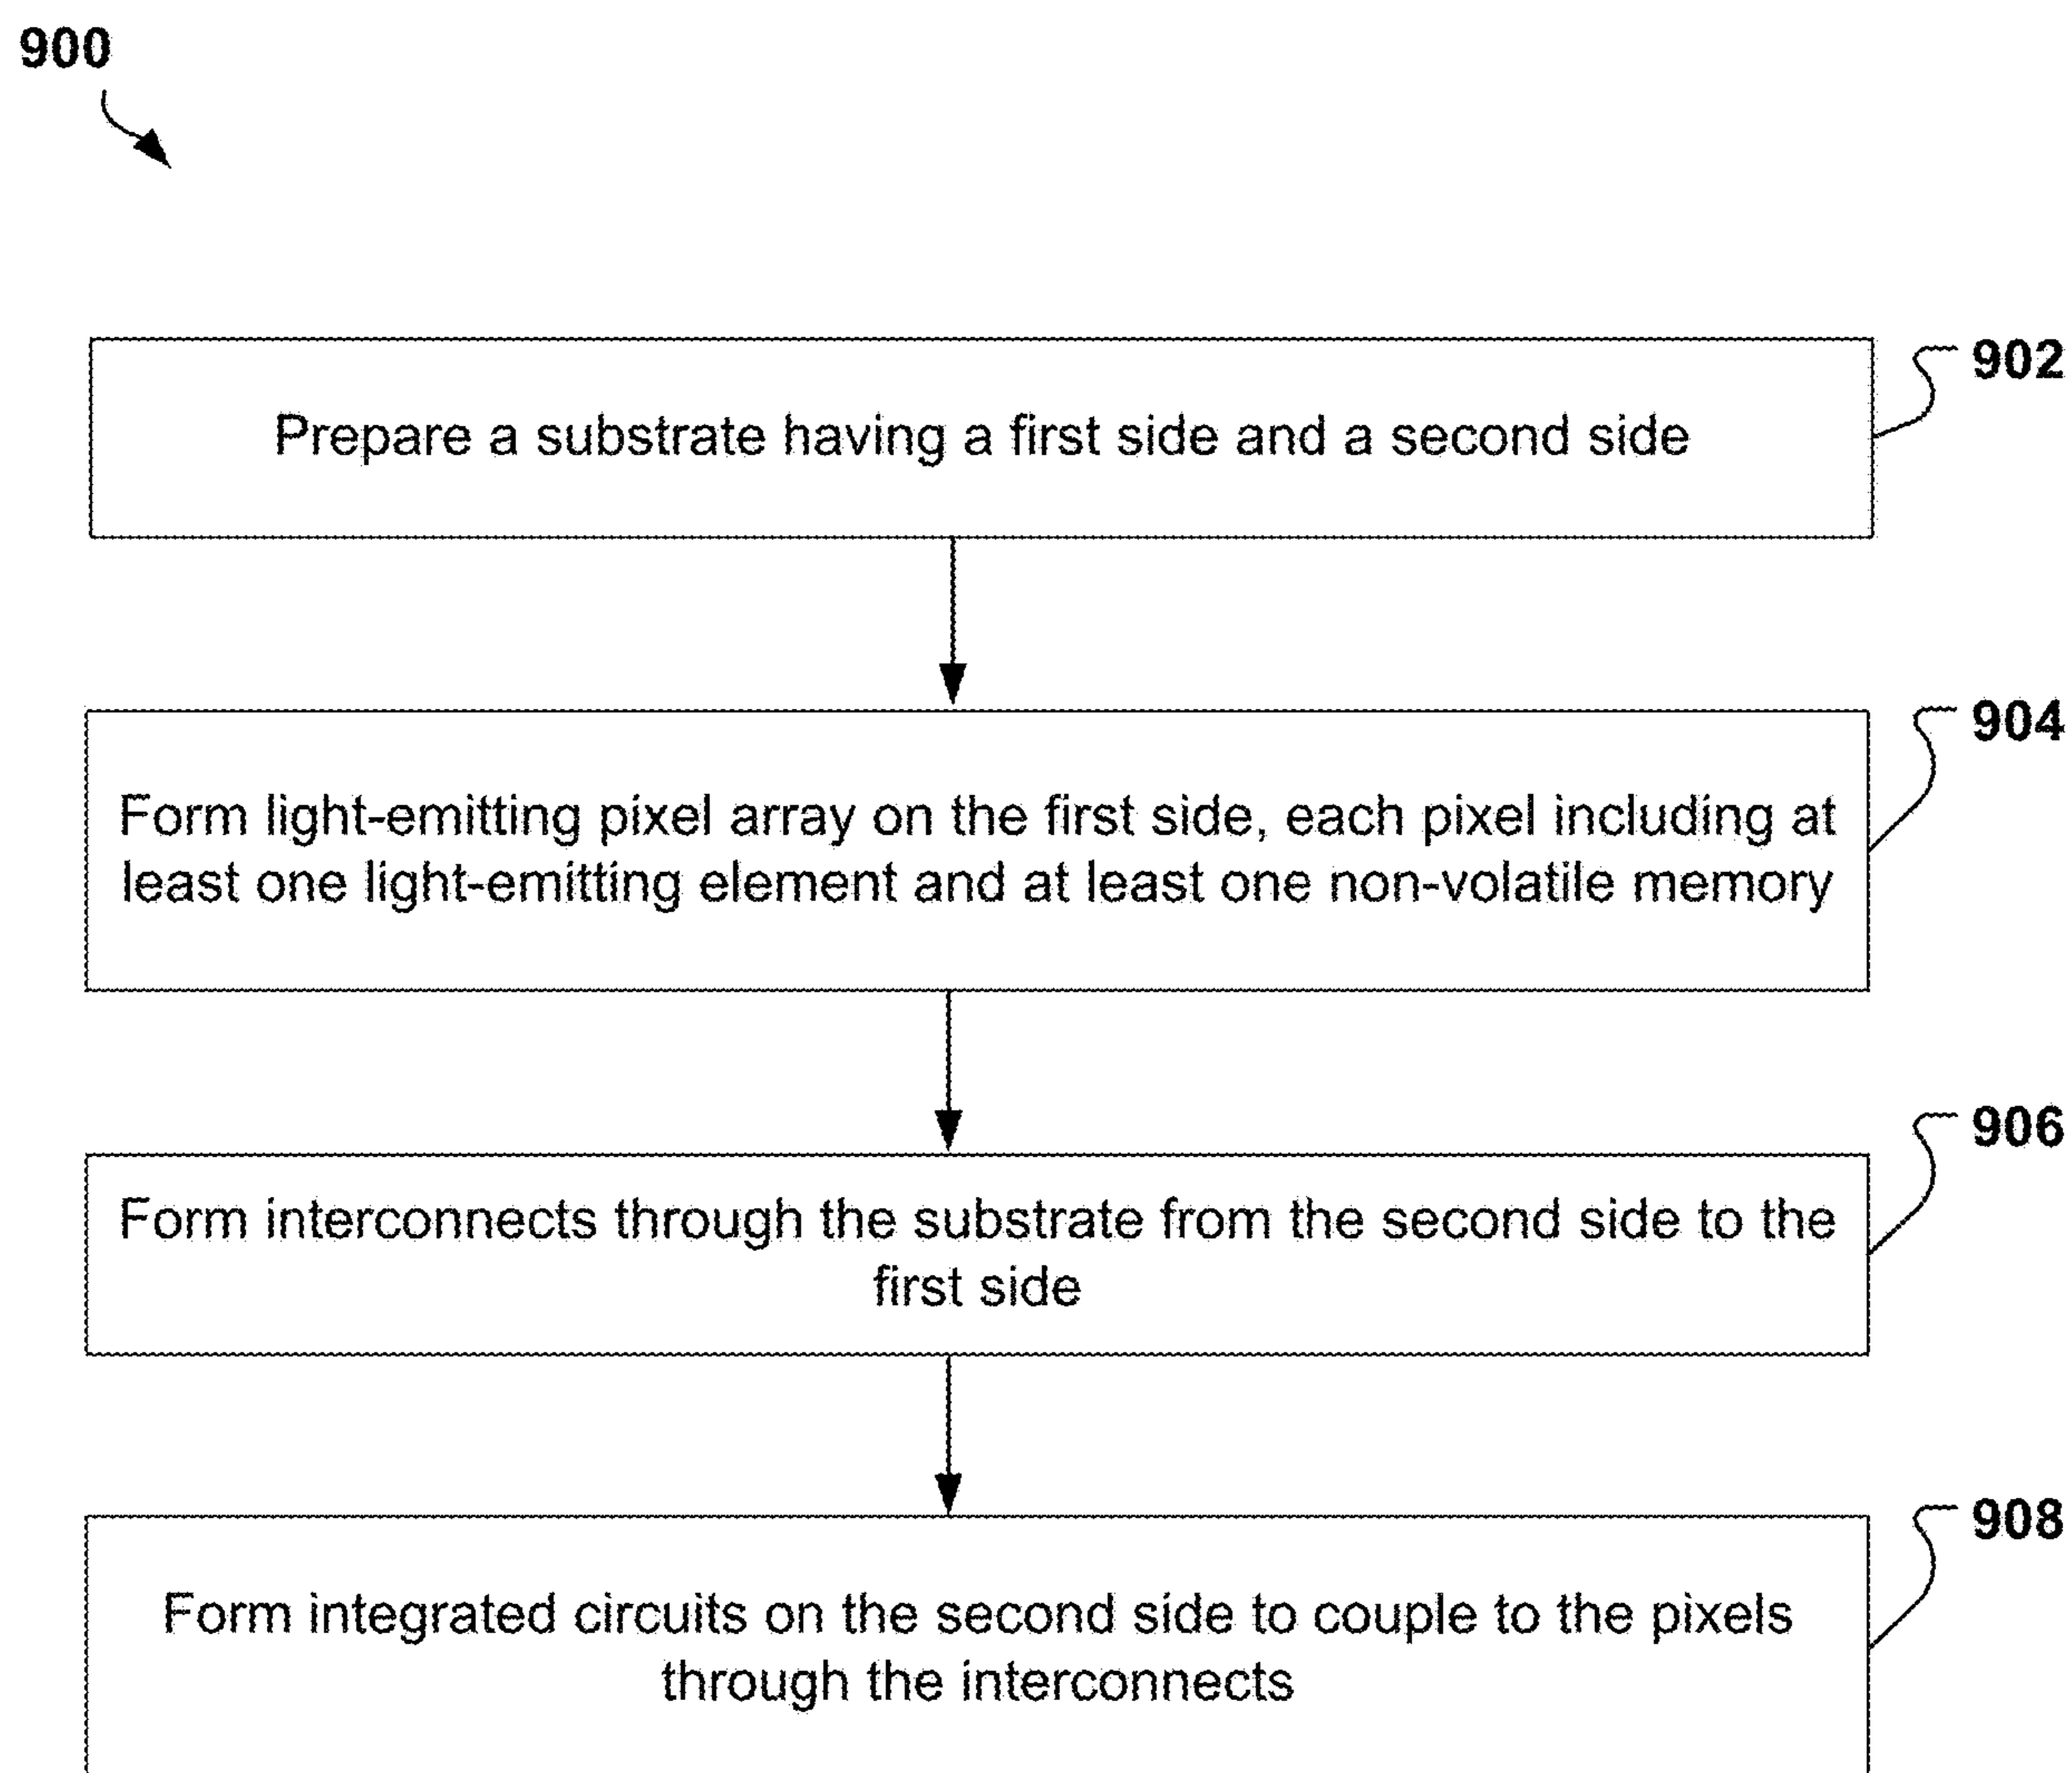 900
902
Prepare a substrate having a first side and a second side
904
Form light-emitting pixel array on the first side, each pixel including at
least one light-emitting element and at least one non-volatile memory
906
Form interconnects through the substrate from the second side to the
first side
908
Form integrated circuits on the second side to couple to the pixels
through the interconnects